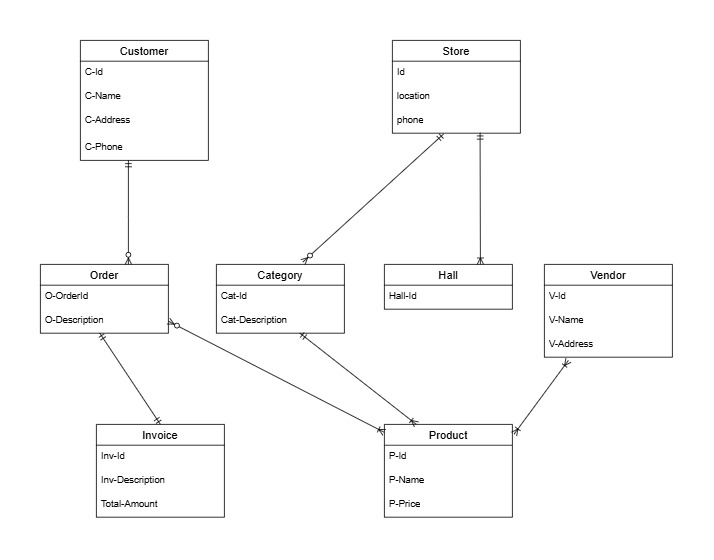 Customer
C-Id
C-Name
C-Address
C-Phone
Store
Id
location
phone
Order
O-OrderId
O-Description
Category
Cat-Id
Cat-Description
Hall
Hall-Id
Vendor
V-Id
V-Name
V-Address
Invoice
Inv-Id
Inv-Description
Total-Amount
Product
P-Id
P-Name
P-Price